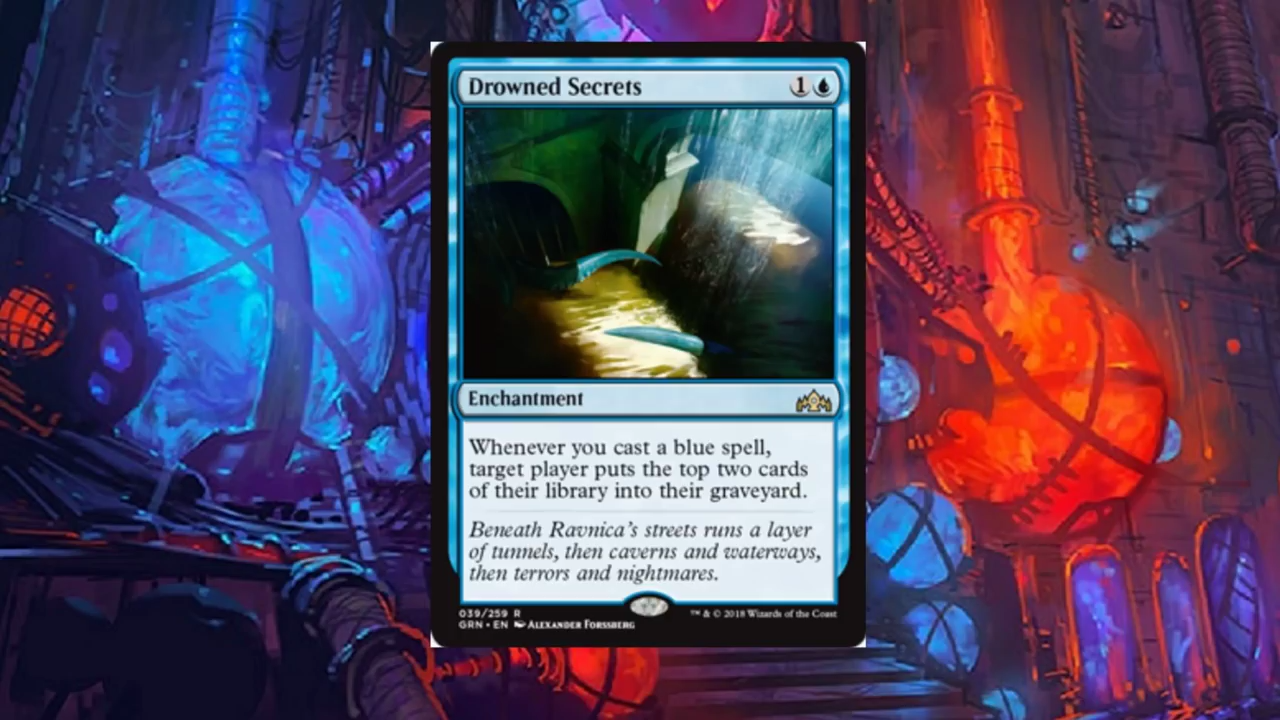 Drowned Secrets 1
Enchantment
Whenever you cast a blue spell,
target player puts the top two cards
of their library into their graveyard.
Beneath Ravnica's streets runs a layer
of tunnels, then caverns and waterways,
then terrors and nightmares.
039/259 R
GRN • EN Alexander Forssberg
™ & © 2018 Wizards of the Coast